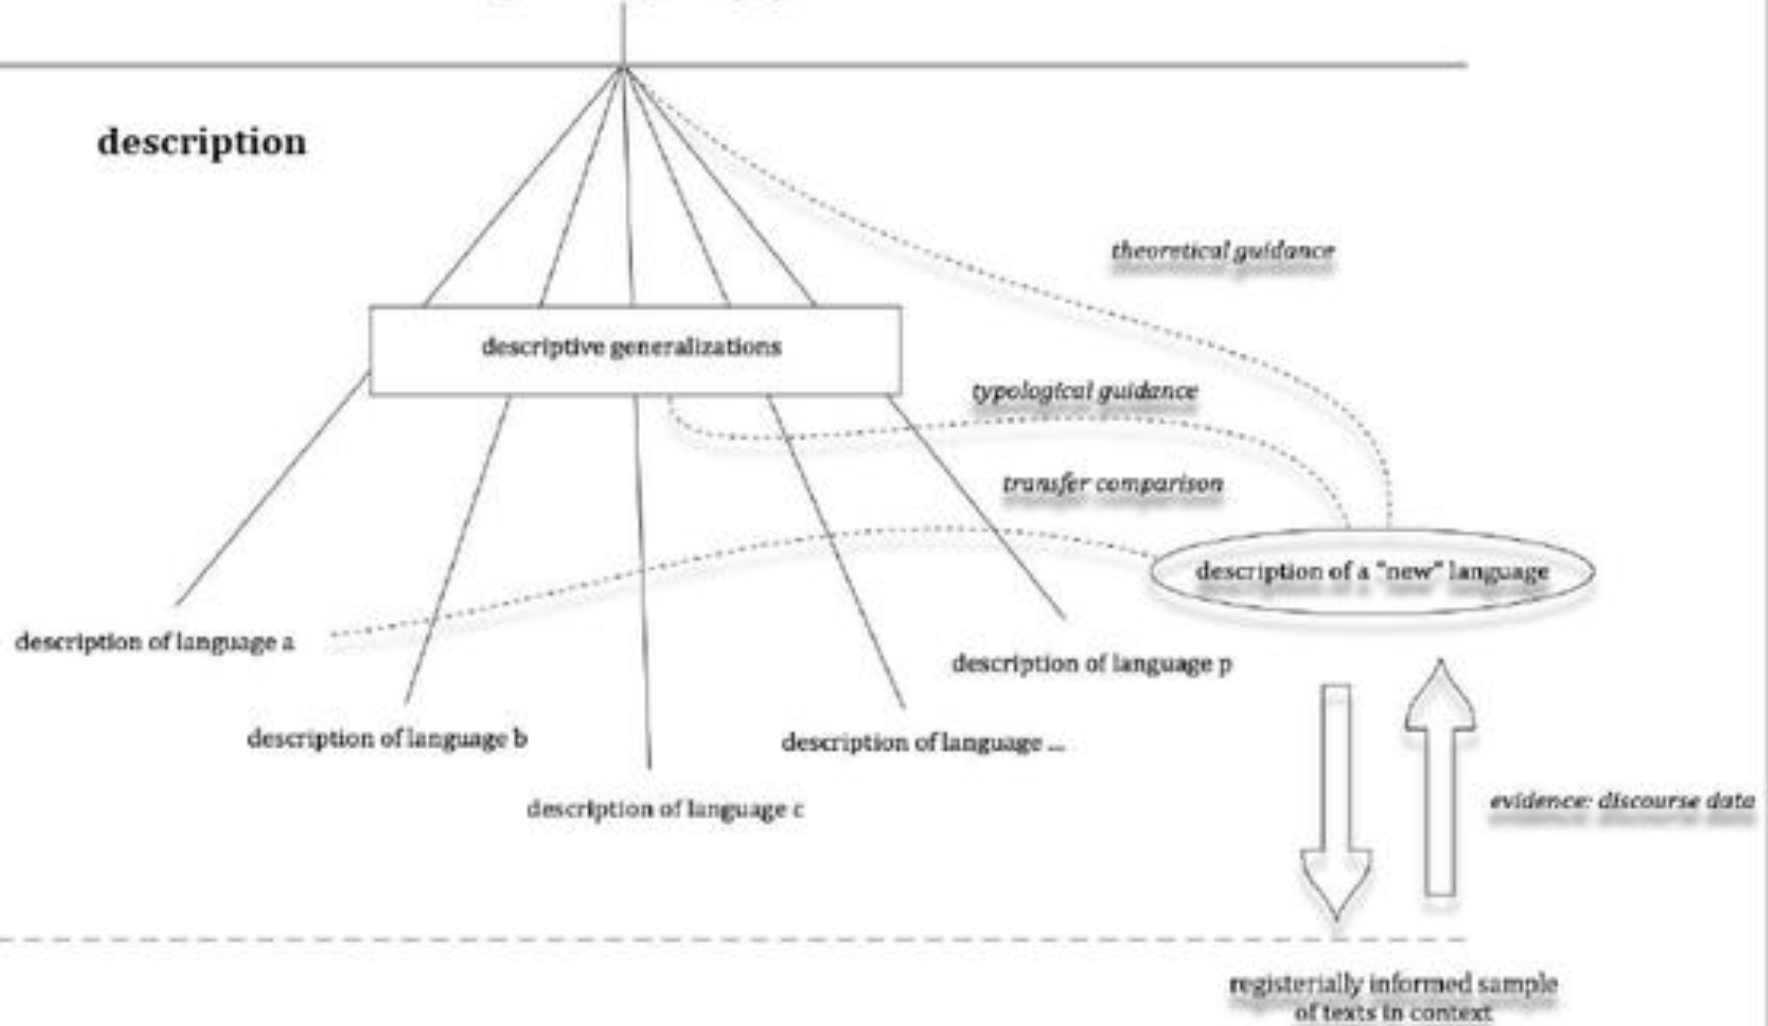 description
theoretical guidance
descriptive generalizations
typological guidance
transfer comparison
description of a "new" language
description of language a
description of language p
description of language b
description of language ...
description of language c
evidence: discourse data
registerially informed sample
of texts in context